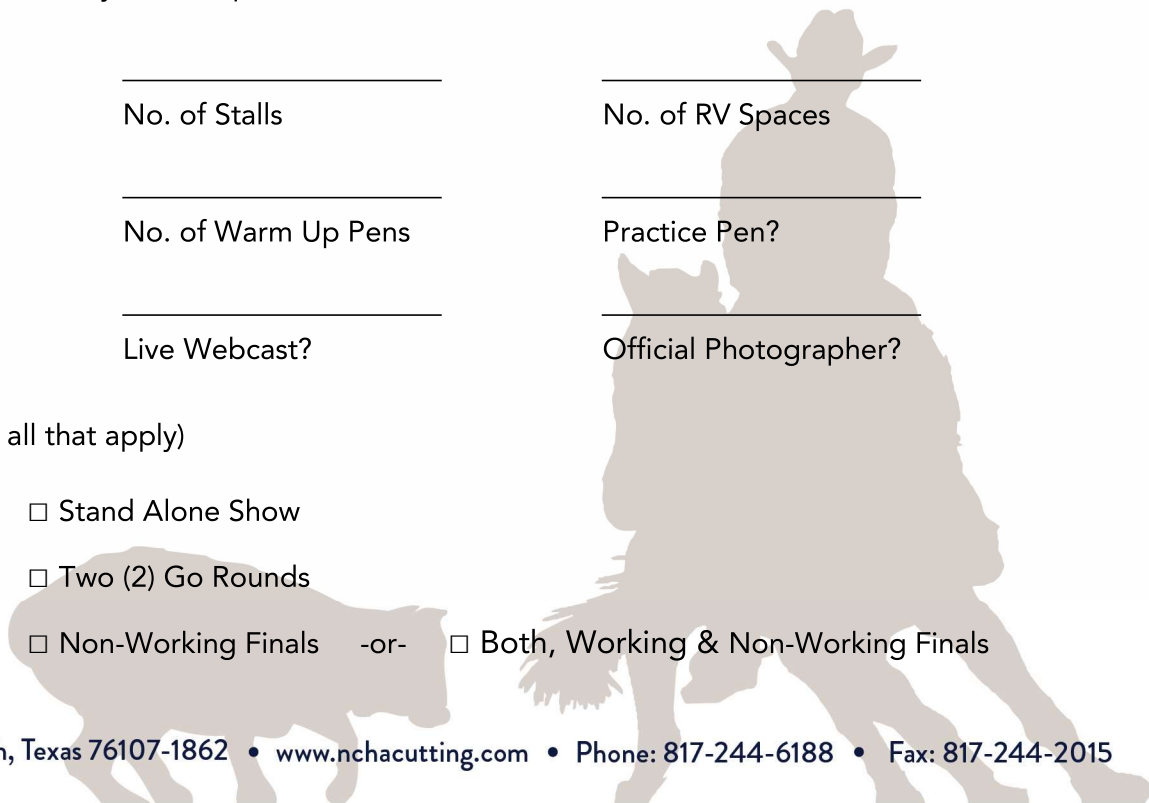 No. of Stalls No. of RV Spaces
No. of Warm Up Pens Practice Pen?
Live Webcast? Official Photographer?
all that apply)
☐ Stand Alone Show
☐ Two (2) Go Rounds
☐ Non-Working Finals -or- ☐ Both, Working & Non-Working Finals
Texas 76107-1862 • www.nchacutting.com • Phone: 817-244-6188 • Fax: 817-244-2015